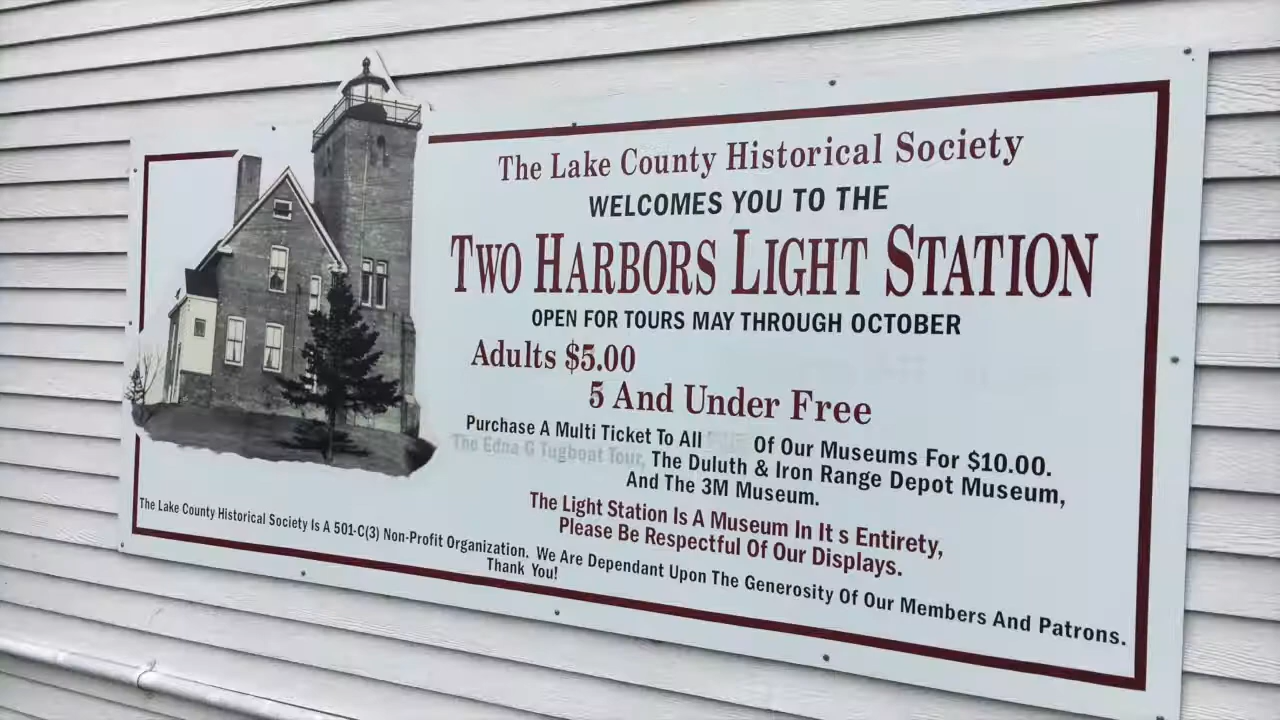 The Lake County Historical Society
WELCOMES YOU TO THE
TWO HARBORS LIGHT STATION
OPEN FOR TOURS MAY THROUGH OCTOBER
Adults $5.00
5 And Under Free
Purchase A Multi Ticket To All Of Our Museums For $10.00.
The Edna G Tugboat Tour, The Duluth & Iron Range Depot Museum,
And The 3M Museum.
The Light Station Is A Museum In It s Entirety,
Please Be Respectful Of Our Displays.
The Lake County Historical Society Is A 501-C(3) Non-Profit Organization. We Are Dependant Upon The Generosity Of Our Members And Patrons.
Thank You!